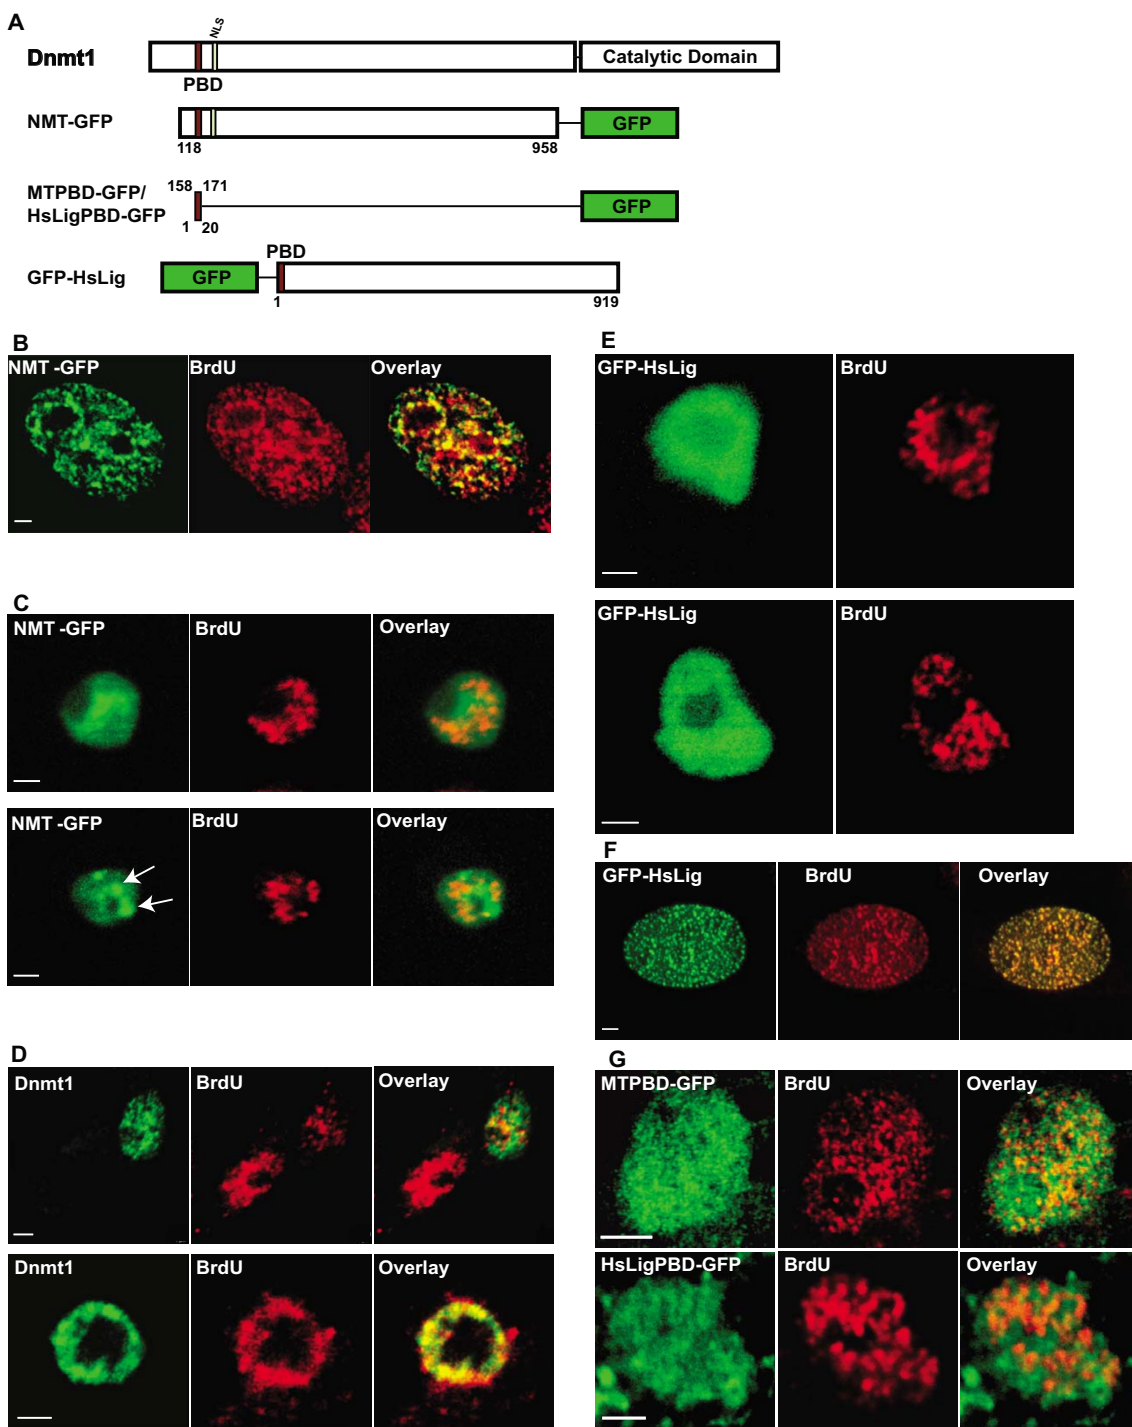 A
NLS
Dnmt1
Catalytic Domain
PBD
NMT-GFP
GFP
118
958
158 171
MTPBD-GFP/
HsLigPBD-GFP
GFP
1 20
PBD
GFP-HsLig
GFP
1
919
B
NMT -GFP
BrdU
Overlay
C
NMT -GFP
BrdU
Overlay
NMT -GFP
BrdU
Overlay
D
Dnmt1
BrdU
Overlay
Dnmt1
BrdU
Overlay
E
GFP-HsLig
BrdU
GFP-HsLig
BrdU
F
GFP-HsLig
BrdU
Overlay
G
MTPBD-GFP
BrdU
Overlay
HsLigPBD-GFP
BrdU
Overlay